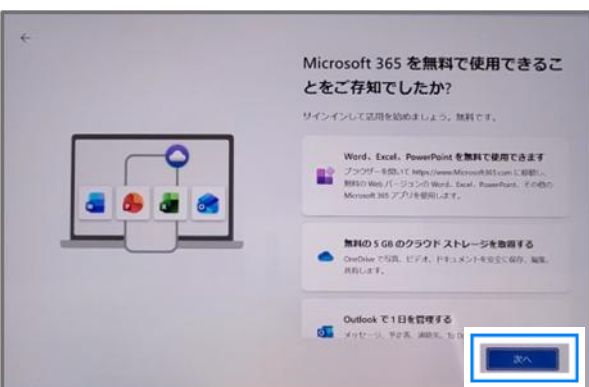 Microsoft 365 を無料で使用できるこ
とをご存知でしたか?
サインインして活用を始めましょう。無料です。
Word、Excel、PowerPoint を無料で使用できます
ブラウザーを開いて https://www.Microsoft365.com に移動し、
無料の Web バージョンの Word、Excel、PowerPoint、その他の
Microsoft 365 アプリを使用します。
無料の 5 GB のクラウド ストレージを取得する
OneDrive で写真、ビデオ、ドキュメントを安全に保存、編集、
共有します。
Outlook で 1 日を管理する
メッセージ、予定表、連絡先、To
次へ